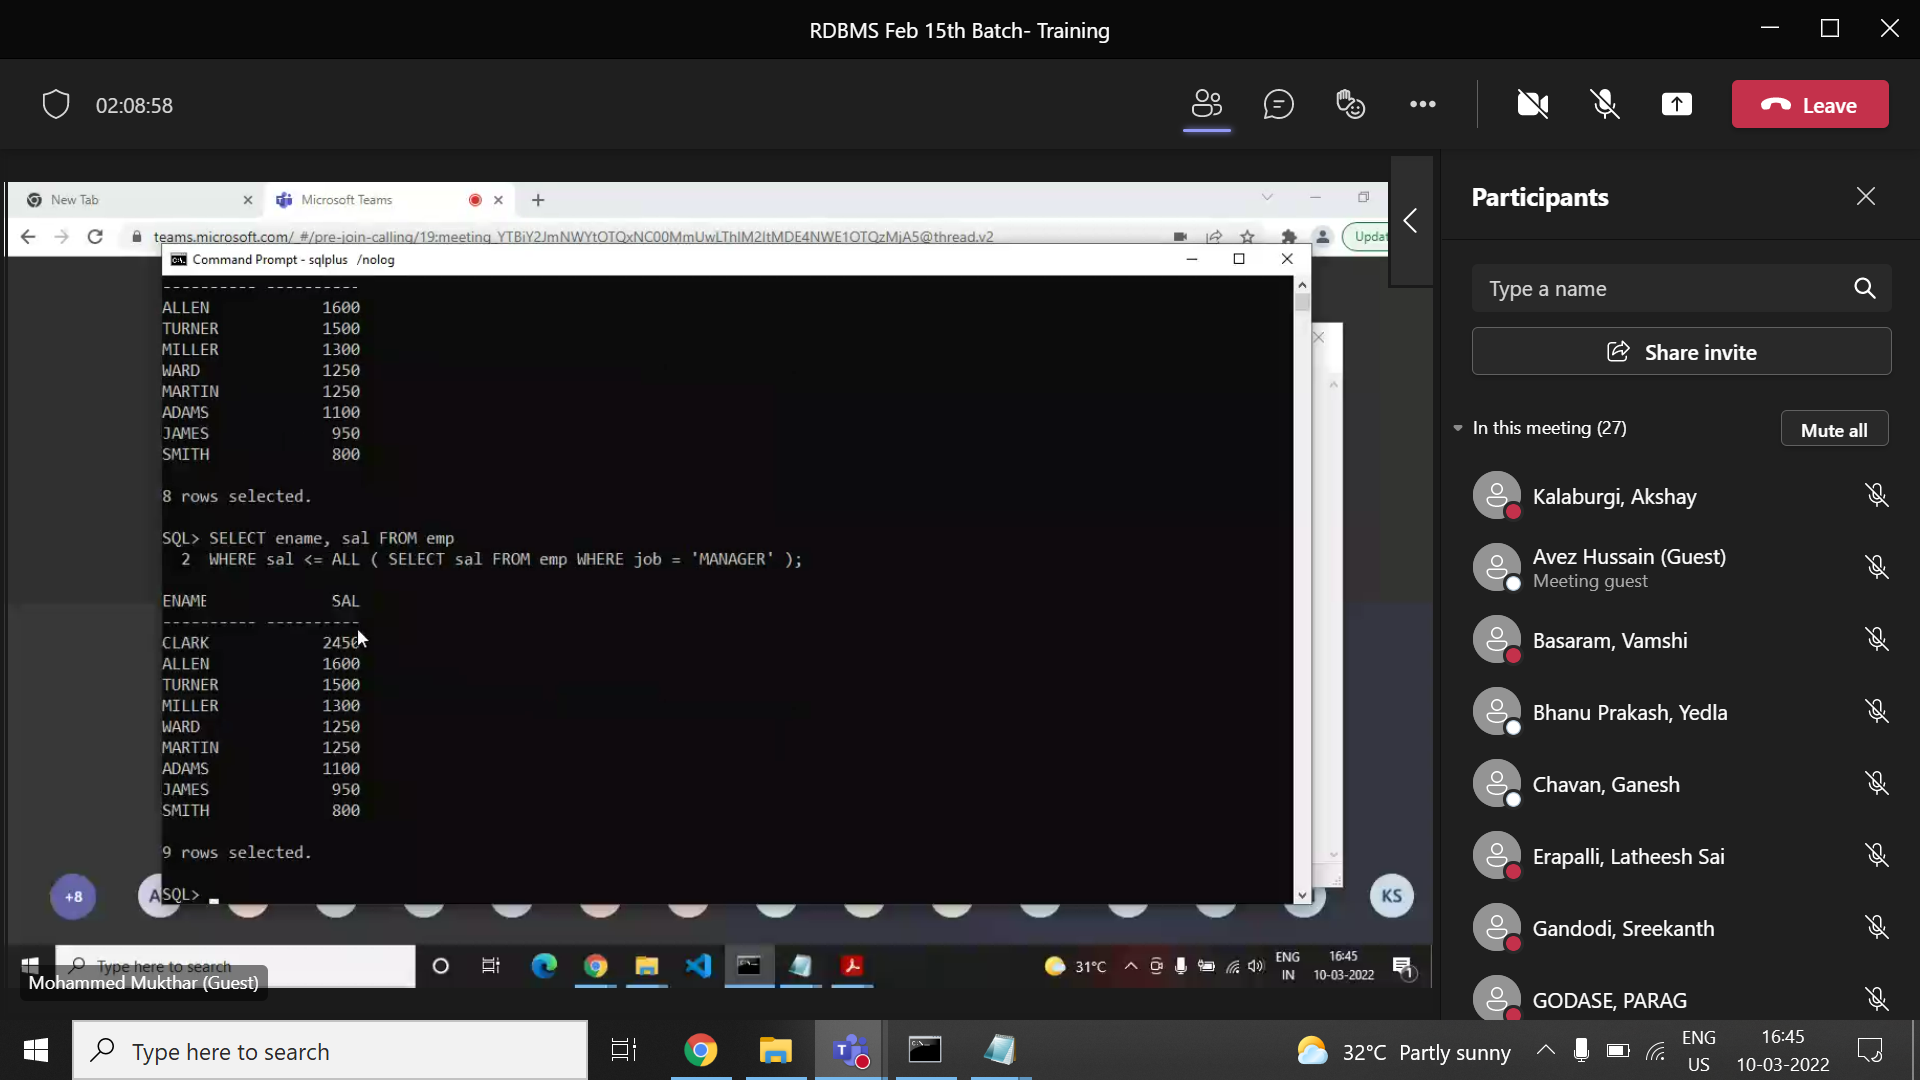 RDBMS Feb 15th Batch- Training
02:08:58
Leave
New Tab
Microsoft Teams
teams.microsoft.com/_#/pre-join-calling/19:meeting_YTBiY2JmNWYtOTQxNC00MmUwLThlM2ItMDE4NWE1OTQzMjA5@thread.v2
Updat
Command Prompt - sqlplus /nolog
---------- ----------
ALLEN 1600
TURNER 1500
MILLER 1300
WARD 1250
MARTIN 1250
ADAMS 1100
JAMES 950
SMITH 800
8 rows selected.
SQL> SELECT ename, sal FROM emp
2 WHERE sal <= ALL ( SELECT sal FROM emp WHERE job = 'MANAGER' );
ENAME SAL
---------- ----------
CLARK 2450
ALLEN 1600
TURNER 1500
MILLER 1300
WARD 1250
MARTIN 1250
ADAMS 1100
JAMES 950
SMITH 800
9 rows selected.
SQL>
+8
A
KS
Type here to search
31°C
ENG
IN
16:45
10-03-2022
1
Mohammed Mukthar (Guest)
Participants
Type a name
Share invite
In this meeting (27)
Mute all
Kalaburgi, Akshay
Avez Hussain (Guest)
Meeting guest
Basaram, Vamshi
Bhanu Prakash, Yedla
Chavan, Ganesh
Erapalli, Latheesh Sai
Gandodi, Sreekanth
GODASE, PARAG
Type here to search
32°C Partly sunny
ENG
US
16:45
10-03-2022